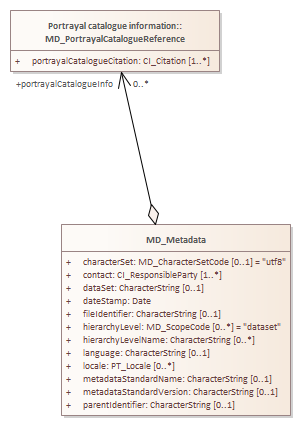 Portrayal catalogue information::
MD_PortrayalCatalogueReference
+ portrayalCatalogueCitation: CI_Citation [1..*]
+portrayalCatalogueInfo 0..*
MD_Metadata
+ characterSet: MD_CharacterSetCode [0..1] = "utf8"
+ contact: CI_ResponsibleParty [1..*]
+ dataSet: CharacterString [0..1]
+ dateStamp: Date
+ fileIdentifier: CharacterString [0..1]
+ hierarchyLevel: MD_ScopeCode [0..*] = "dataset"
+ hierarchyLevelName: CharacterString [0..*]
+ language: CharacterString [0..1]
+ locale: PT_Locale [0..*]
+ metadataStandardName: CharacterString [0..1]
+ metadataStandardVersion: CharacterString [0..1]
+ parentIdentifier: CharacterString [0..1]